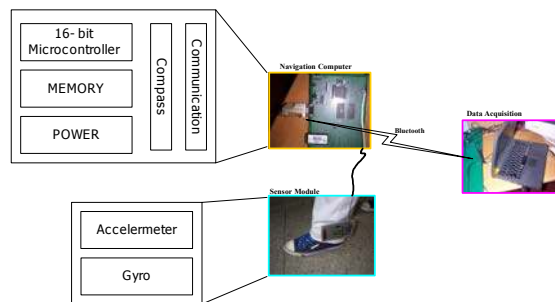 16- bit
Microcontroller
MEMORY
POWER
Compass
Communication
Navigation Computer
Bluetooth
Data Acquisition
Sensor Module
Accelermeter
Gyro